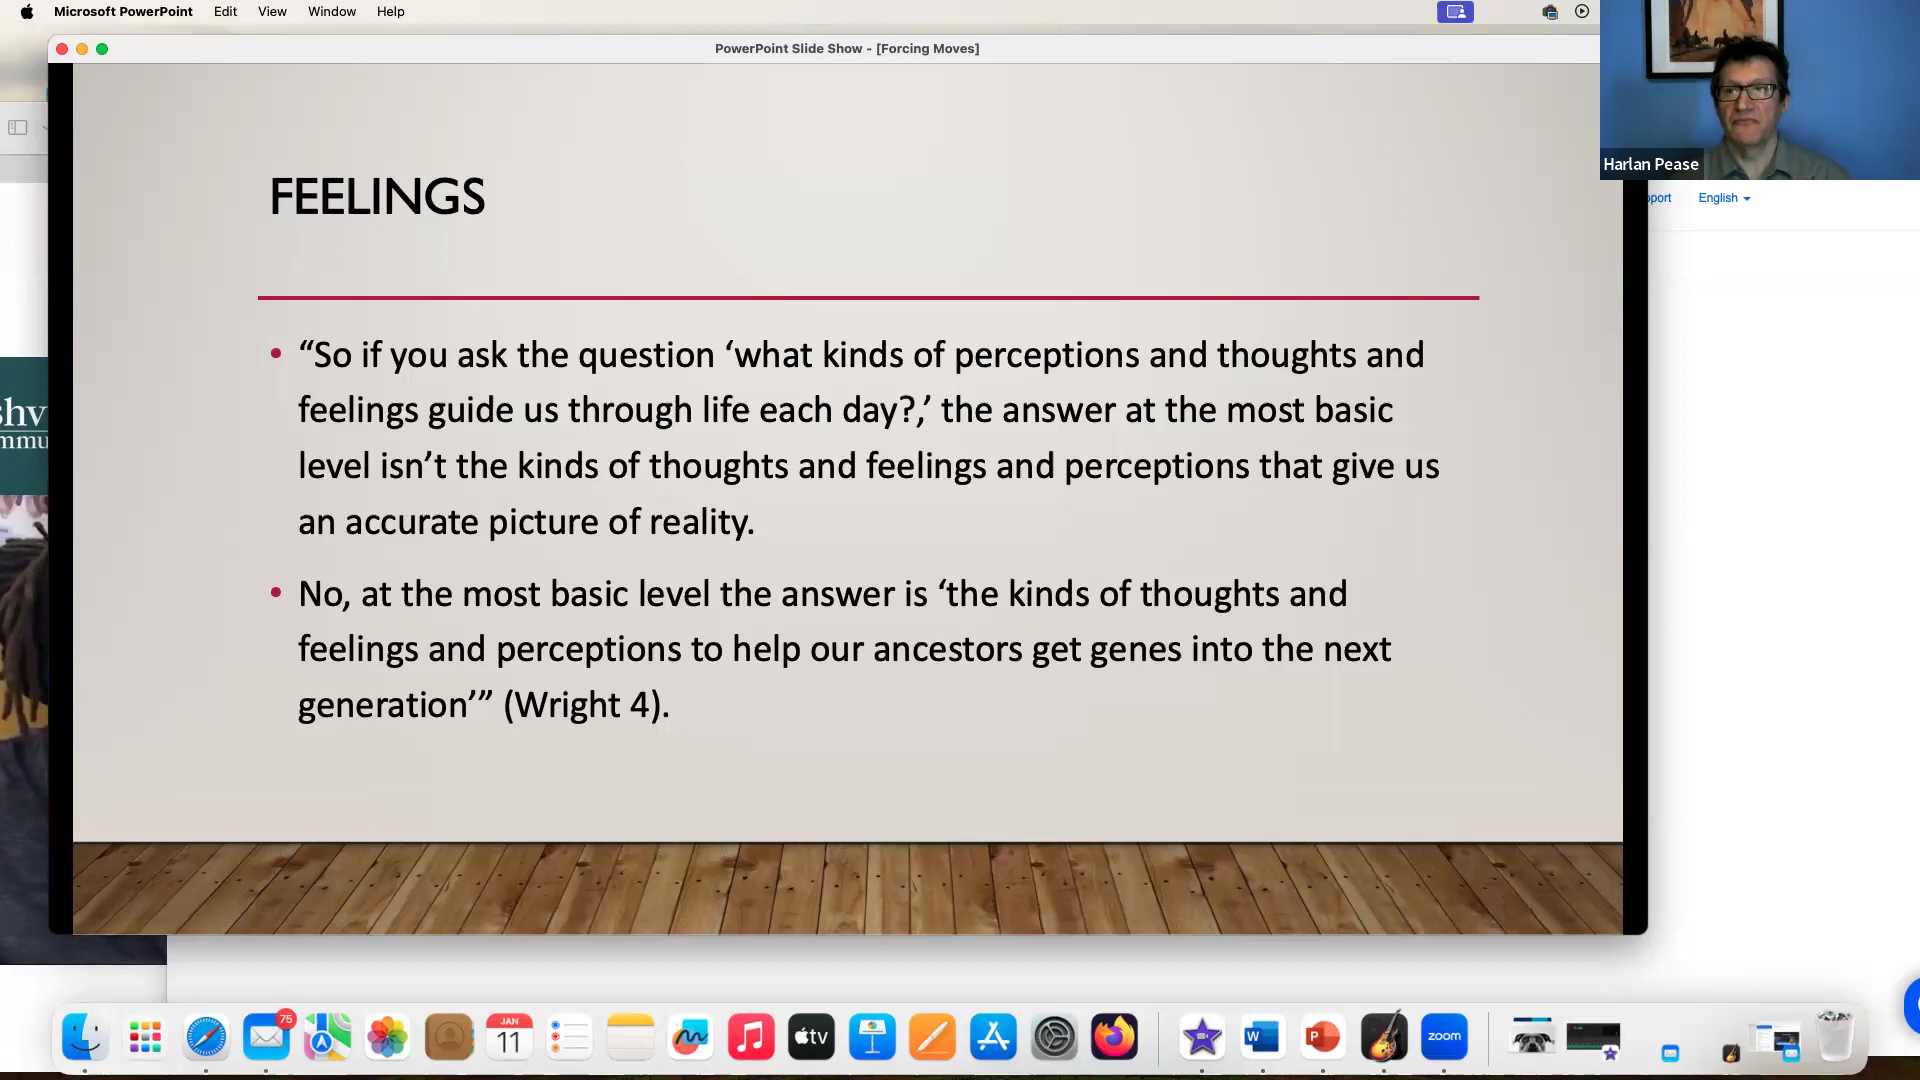 Microsoft PowerPoint Edit View Window Help
PowerPoint Slide Show - [Forcing Moves]
Harlan Pease
English
FEELINGS
• “So if you ask the question ‘what kinds of perceptions and thoughts and
feelings guide us through life each day?,’ the answer at the most basic
level isn’t the kinds of thoughts and feelings and perceptions that give us
an accurate picture of reality.
• No, at the most basic level the answer is ‘the kinds of thoughts and
feelings and perceptions to help our ancestors get genes into the next
generation’” (Wright 4).
75
JAN
11
tv
W
P
zoom